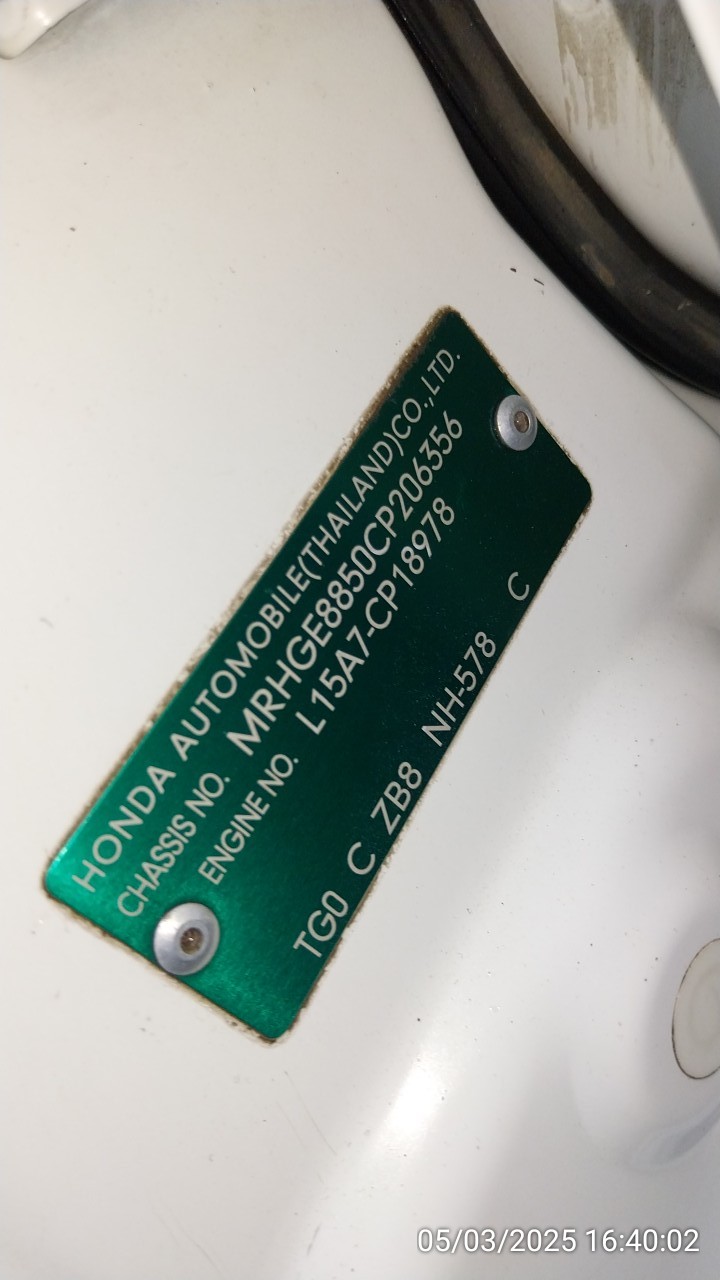 HONDA AUTOMOBILE(THAILAND)CO.,LTD.
CHASSIS NO. MRHGE8850CP206356
ENGINE NO. L15A7-CP18978
TG0 C ZB8 NH-578 C
05/03/2025 16:40:02